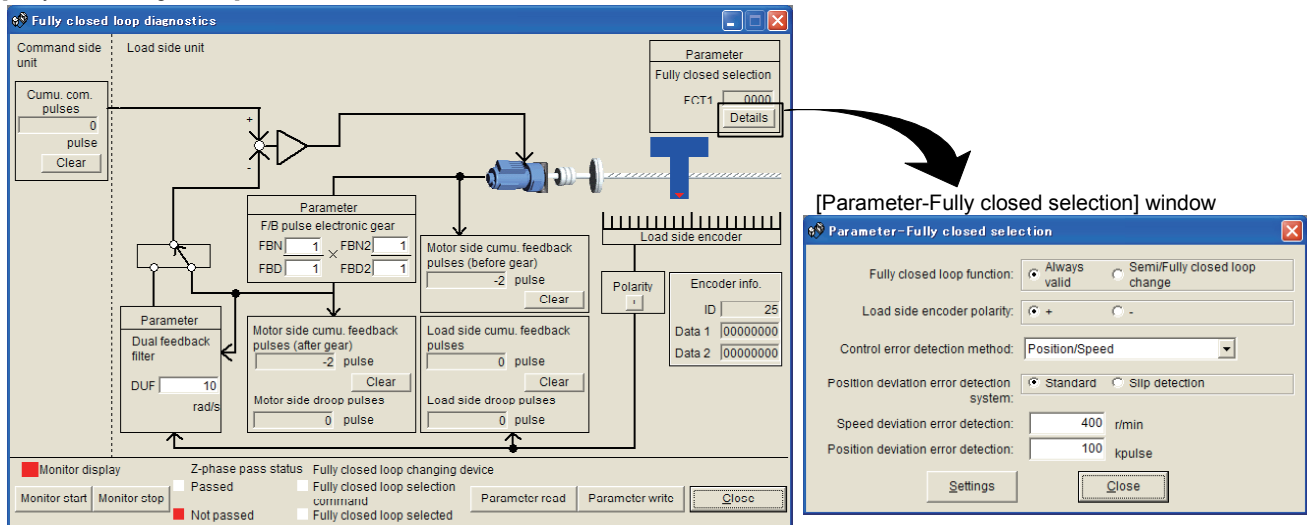 Fully closed loop diagnostics
Command side
unit
Load side unit
Parameter
Fully closed selection
FCT1 0000
Details
Cumu. com.
pulses
0
pulse
Clear
+
-
Parameter
F/B pulse electronic gear
FBN 1 × FBN2 1
FBD 1 FBD2 1
Motor side cumu. feedback
pulses (before gear)
-2 pulse
Clear
Load side encoder
Polarity
Encoder info.
ID 25
Data 1 00000000
Data 2 00000000
Parameter
Dual feedback
filter
DUF 10
rad/s
Motor side cumu. feedback
pulses (after gear)
-2 pulse
Clear
Motor side droop pulses
0 pulse
Load side cumu. feedback
pulses
0 pulse
Clear
Load side droop pulses
0 pulse
Monitor display
Monitor start Monitor stop
Z-phase pass status
Passed
Not passed
Fully closed loop changing device
Fully closed loop selection
command
Fully closed loop selected
Parameter read Parameter write Close
[Parameter-Fully closed selection] window
Parameter-Fully closed selection
Fully closed loop function: Always
valid
Semi/Fully closed loop
change
Load side encoder polarity: + -
Control error detection method: Position/Speed
Position deviation error detection
system:
Standard Slip detection
Speed deviation error detection: 400 r/min
Position deviation error detection: 100 kpulse
Settings Close